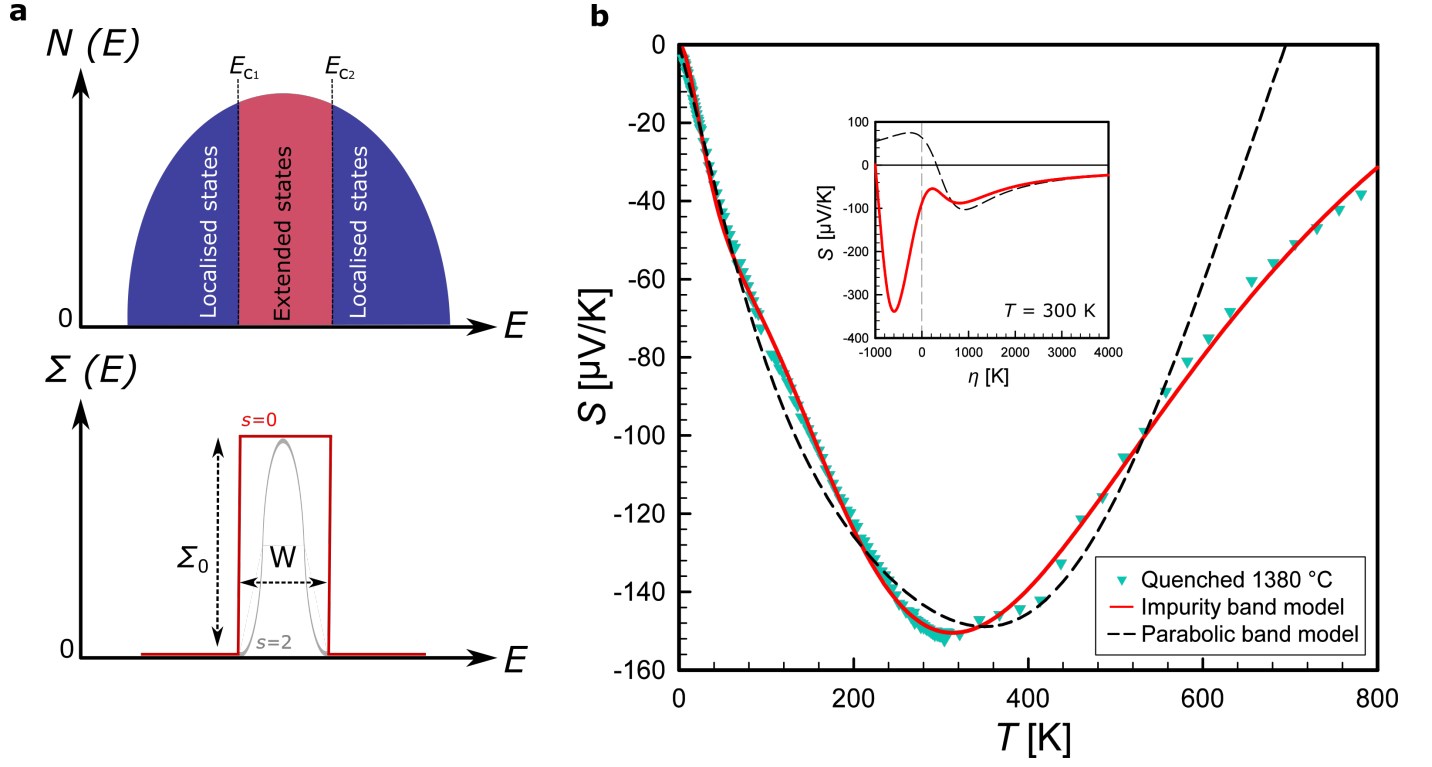 a
N (E)
E_C1
E_C2
Localised states
Extended states
Localised states
0
E
Σ (E)
s=0
Σ_0
W
s=2
0
E
b
0
-20
-40
-60
-80
-100
-120
-140
-160
S [μV/K]
0
200
400
600
800
T [K]
100
0
-100
-200
-300
-400
S [μV/K]
T = 300 K
-1000
0
1000
2000
3000
4000
η [K]
Quenched 1380 °C
Impurity band model
Parabolic band model